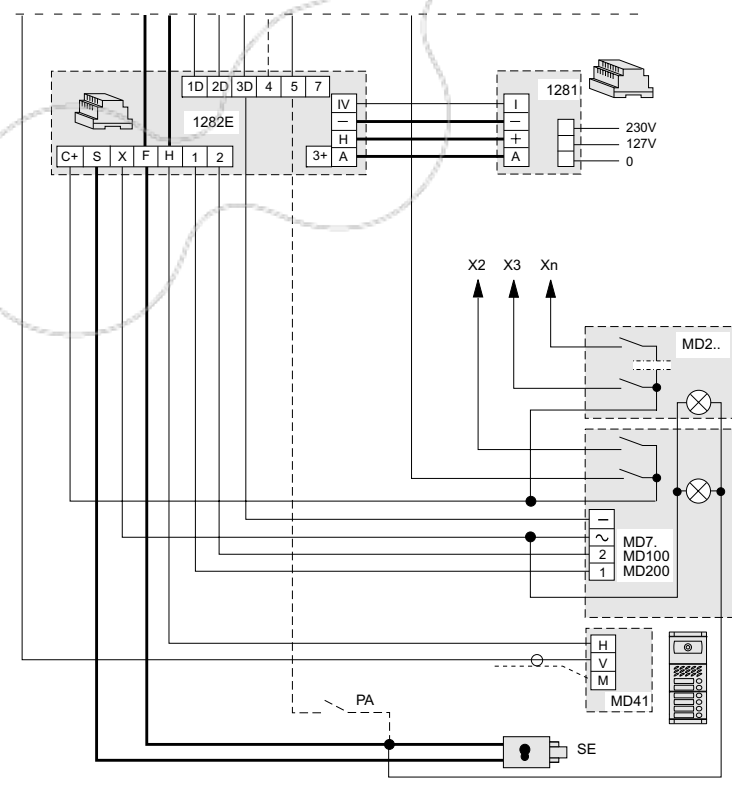 1D 2D 3D 4 5 7
1282E
IV
–
H
3+ A
C+ S X F H 1 2
1281
I
–
+
A
230V
127V
0
X2 X3 Xn
MD2..
–
~
2
1
MD7.
MD100
MD200
H
V
M
MD41
PA
SE